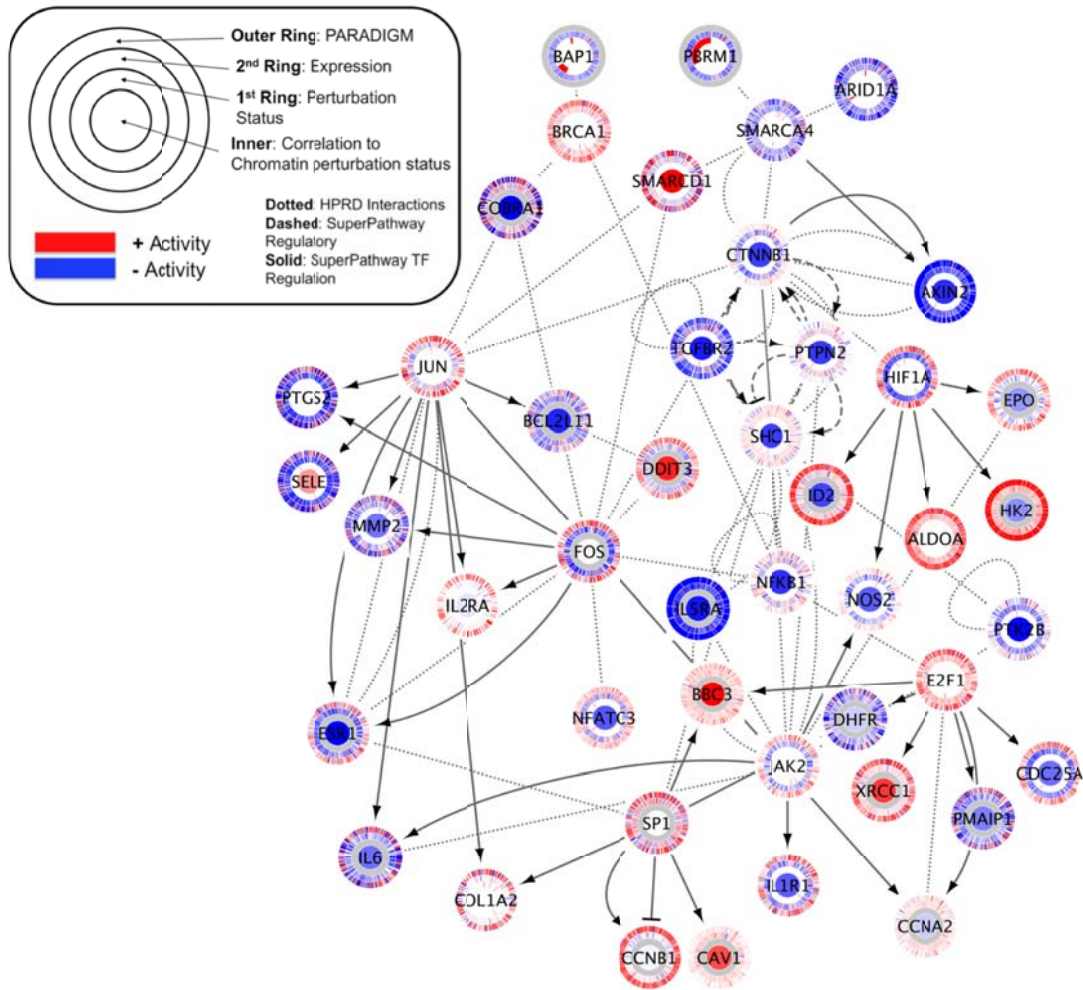 Outer Ring: PARADIGM
2nd Ring: Expression
1st Ring: Perturbation
Status
Inner: Correlation to
Chromatin perturbation status
Dotted: HPRD Interactions
Dashed: SuperPathway
Regulatory
Solid: SuperPathway TF
Regulation
+ Activity
- Activity
BAP1
PBRM1
ARID1A
BRCA1
SMARCA4
SMARCD1
COBRA1
CTNNB1
AXIN2
TGFBR2
PTPN2
JUN
HIF1A
PTGS2
EPO
BCL2L11
SHC1
DDIT3
SELE
ID2
HK2
MMP2
ALDOA
FOS
NFKB1
IL2RA
NOS2
IL5RA
PTK2B
E2F1
BBC3
NFATC3
DHFR
ESR1
JAK2
CDC25A
XRCC1
SP1
PMAIP1
IL6
IL1R1
COL1A2
CCNA2
CCNB1
CAV1